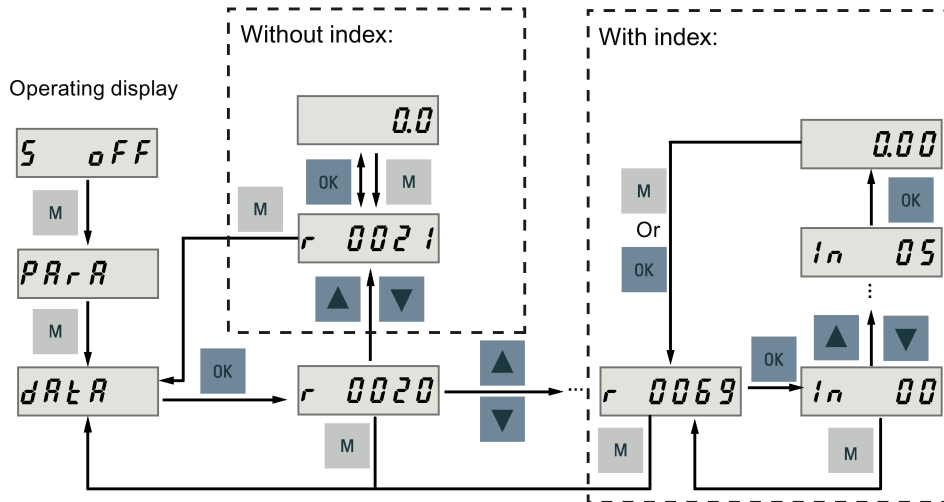 Without index:
With index:
Operating display
0.0
S oFF
0.00
OK
M
M
OK
M
M
Or
r 0021
In 05
OK
PArA
...
M
OK
OK
dAtA
r 0020
...
r 0069
In 00
M
M
M